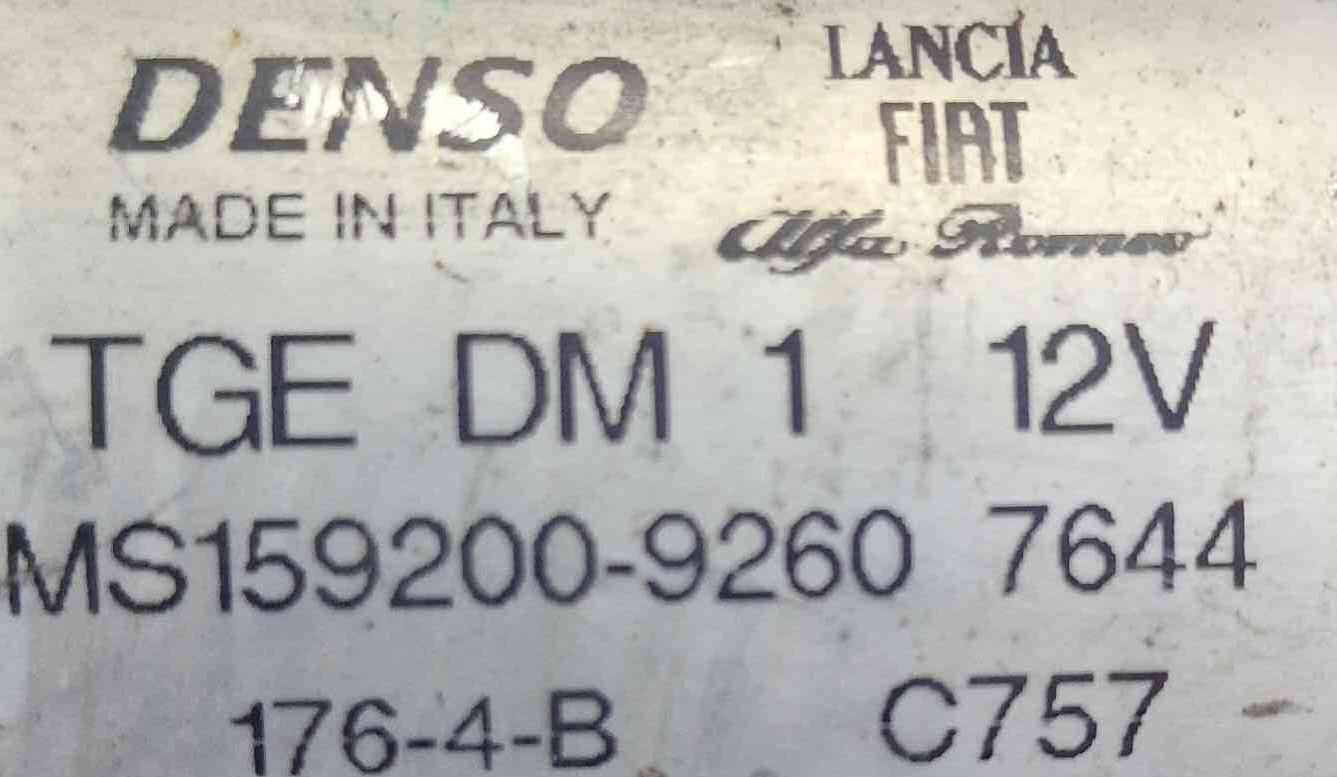 DENSO
MADE IN ITALY
LANCIA
FIAT
Alfa Romeo
TGE DM 1 12V
MS159200-9260 7644
176-4-B C757